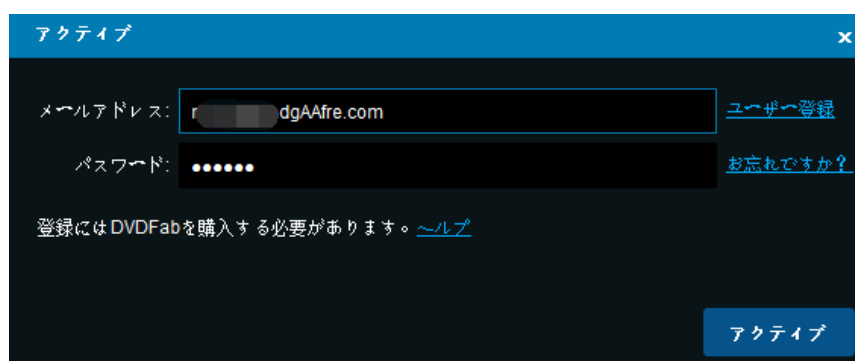 アクティブ x
メールアドレス: r dgAAfre.com ユーザー登録
パスワード: •••••• お忘れですか?
登録にはDVDFabを購入する必要があります。ヘルプ
アクティブ